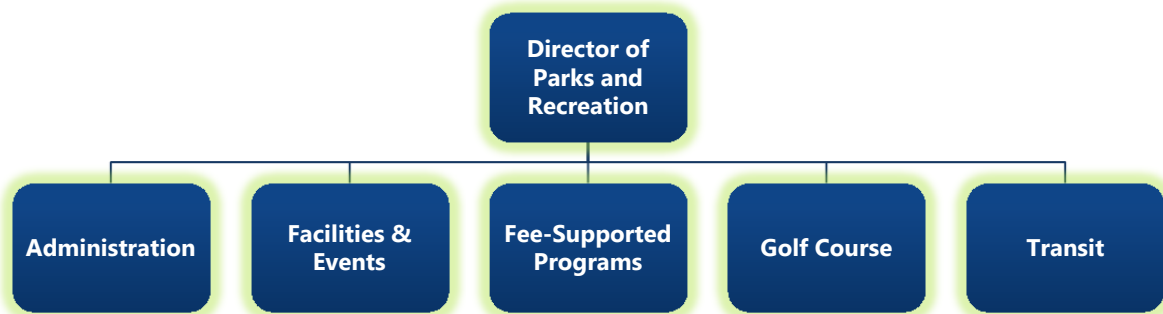 Director of
Parks and
Recreation
Administration
Facilities &
Events
Fee-Supported
Programs
Golf Course
Transit